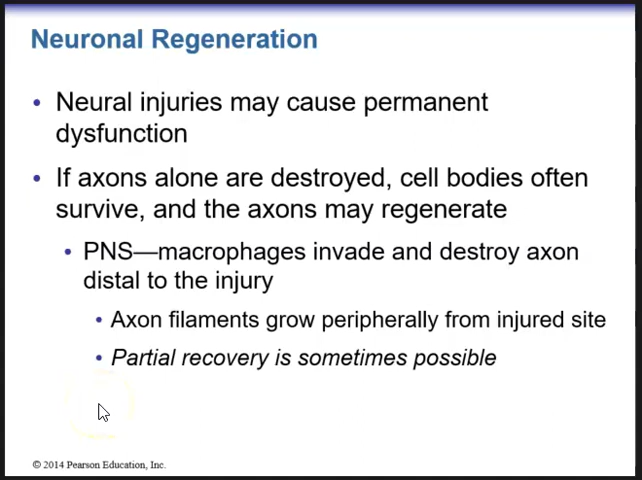 Neuronal Regeneration
• Neural injuries may cause permanent
dysfunction
• If axons alone are destroyed, cell bodies often
survive, and the axons may regenerate
• PNS—macrophages invade and destroy axon
distal to the injury
• Axon filaments grow peripherally from injured site
• Partial recovery is sometimes possible
© 2014 Pearson Education, Inc.